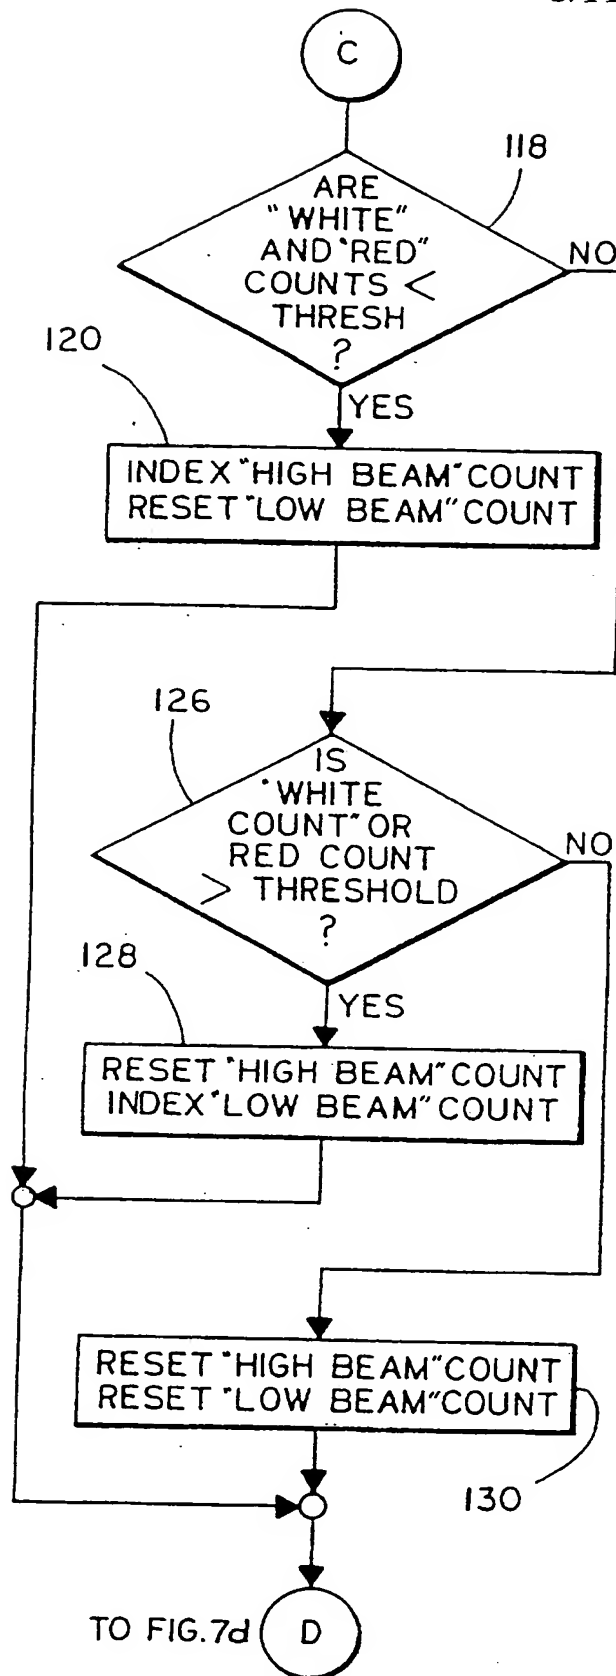 C
118
ARE
"WHITE"
AND "RED"
COUNTS <
THRESH
?
NO
120
YES
INDEX "HIGH BEAM" COUNT
RESET "LOW BEAM" COUNT
126
IS
"WHITE
COUNT" OR
RED COUNT
> THRESHOLD
?
NO
128
YES
RESET "HIGH BEAM" COUNT
INDEX "LOW BEAM" COUNT
RESET "HIGH BEAM" COUNT
RESET "LOW BEAM" COUNT
130
TO FIG.7d
D